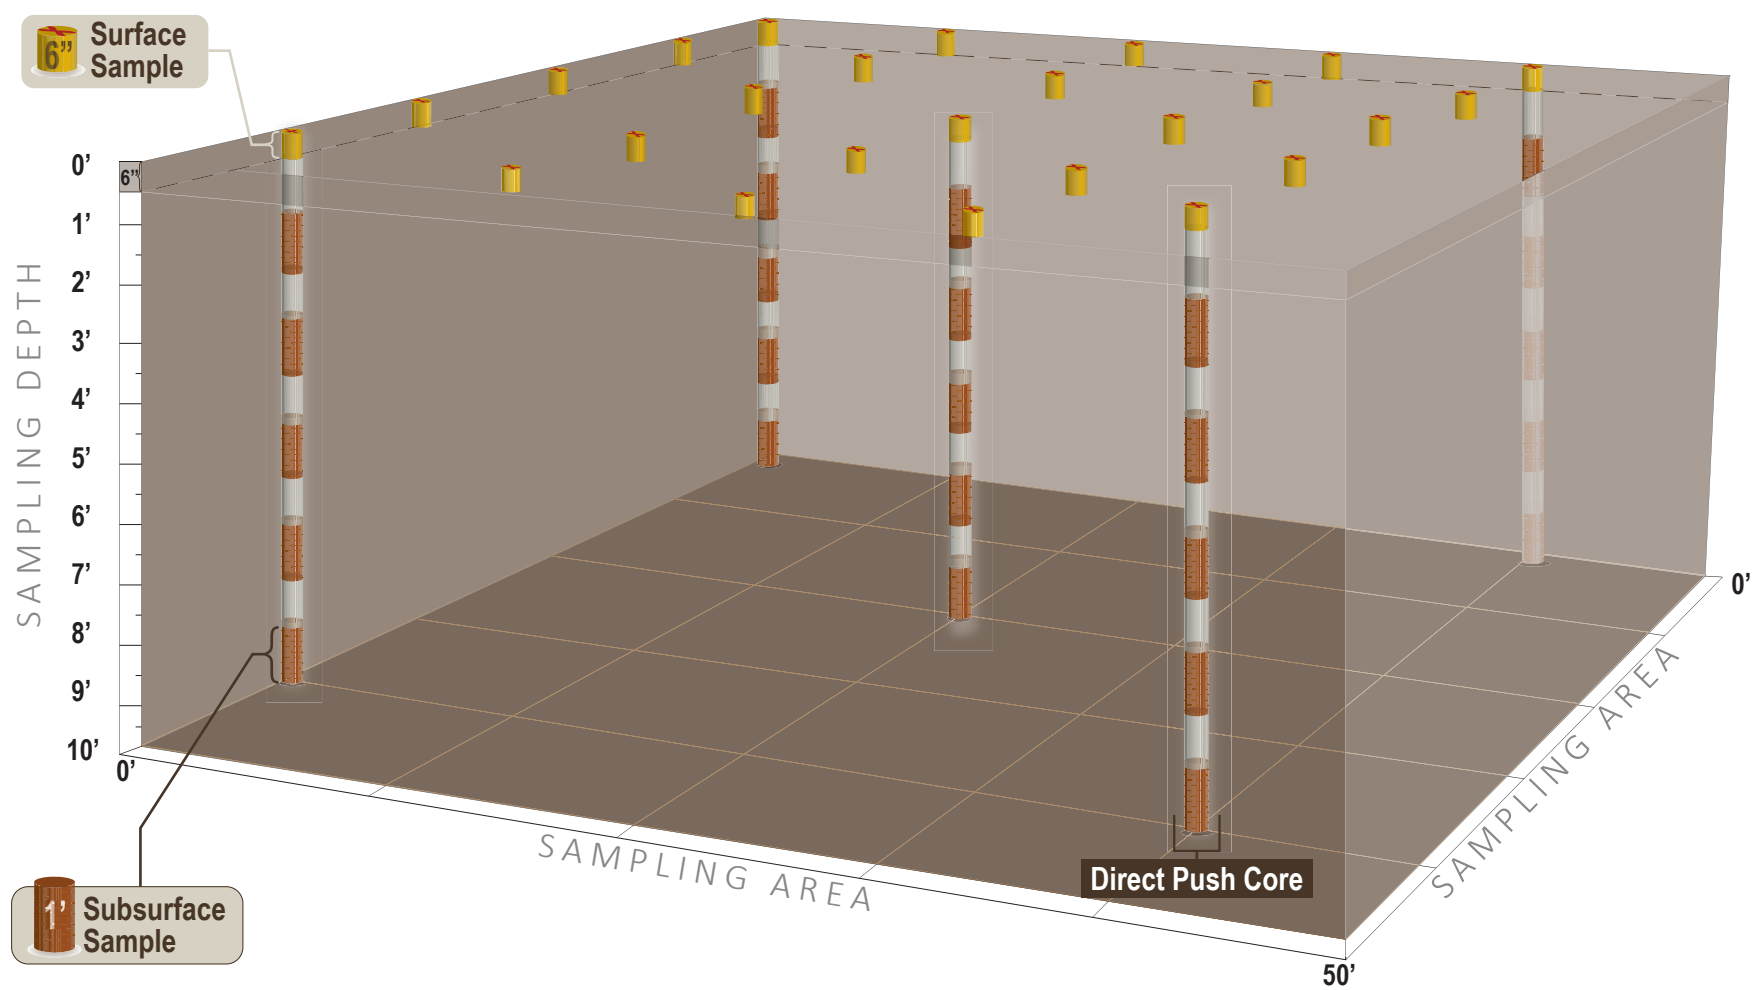 6”
Surface
Sample
0’
6”
1’
2’
3’
4’
5’
6’
7’
8’
9’
10’
SAMPLING DEPTH
0’
SAMPLING AREA
50’
SAMPLING AREA
0’
Direct Push Core
1’
Subsurface
Sample